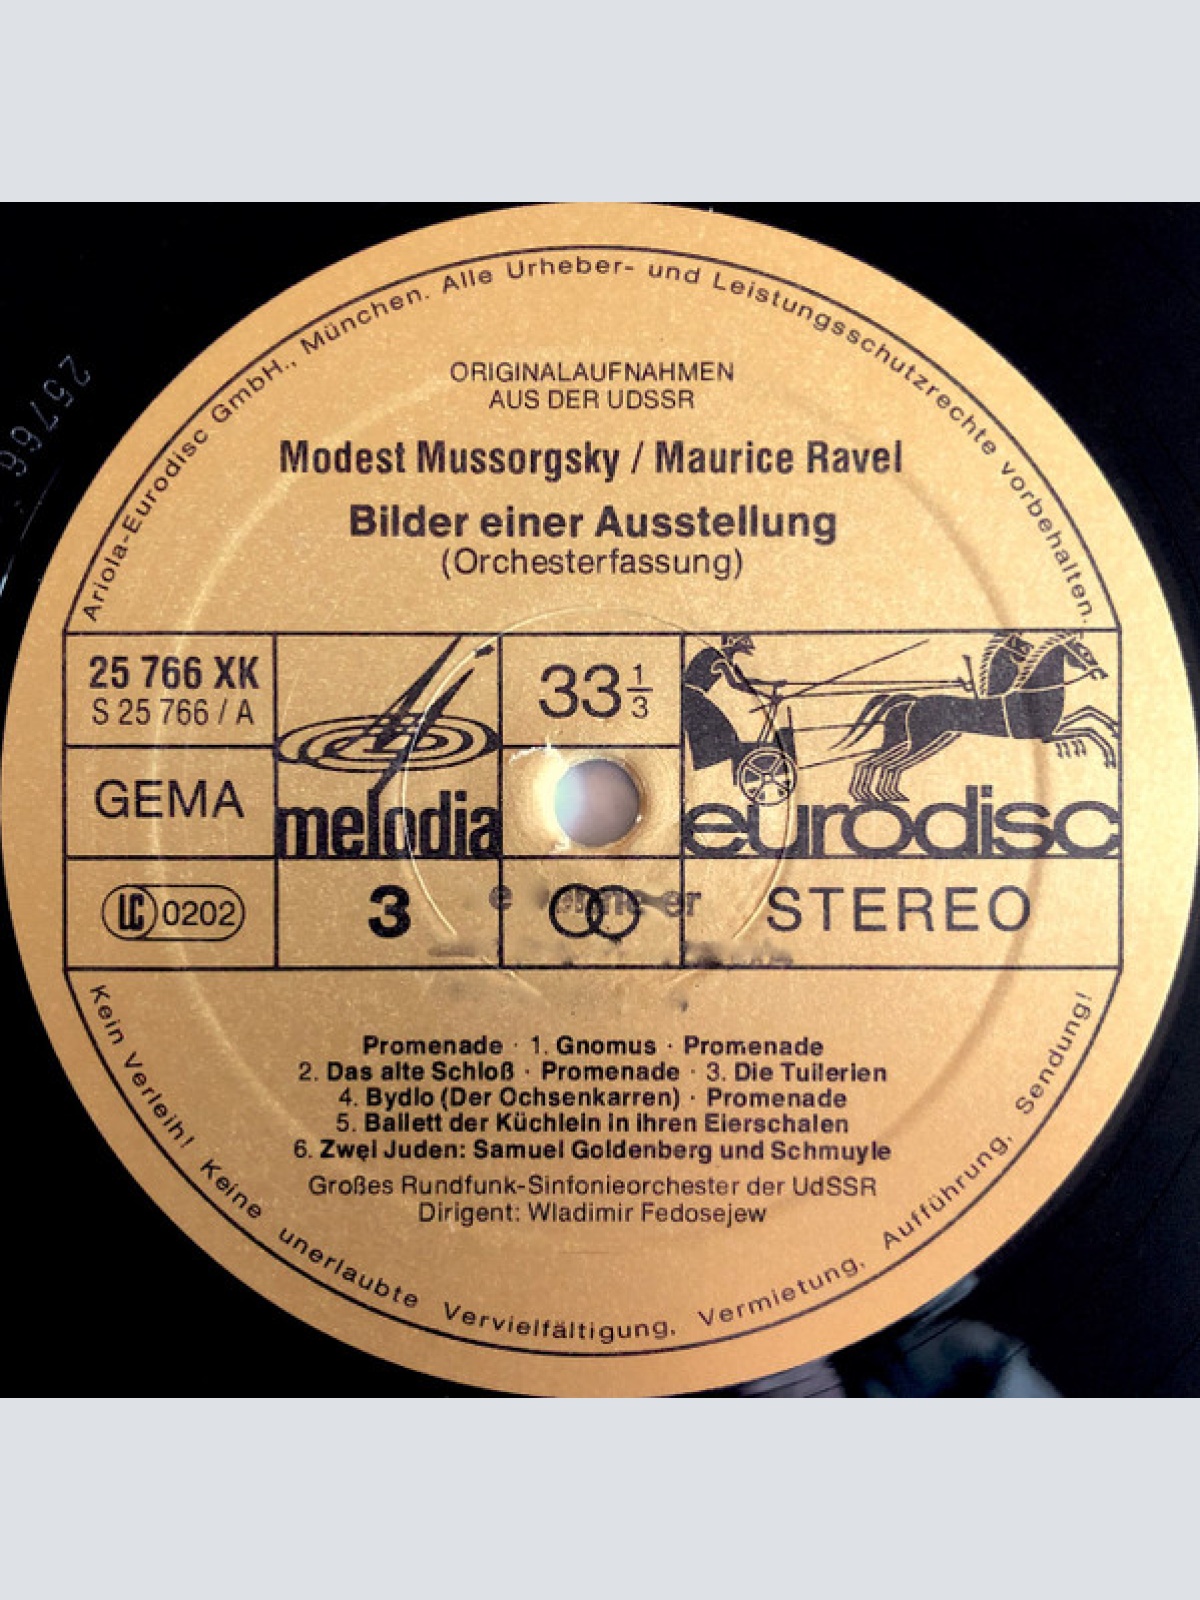 Ariola-Eurodisc GmbH., München. Alle Urheber- und Leistungsschutzrechte vorbehalten.
25766
ORIGINALAUFNAHMEN
AUS DER UDSSR
Modest Mussorgsky / Maurice Ravel
Bilder einer Ausstellung
(Orchesterfassung)
25 766 XK
S 25 766 / A
33 1/3
GEMA
melodia
eurodisc
LC 0202
3
STEREO
Promenade · 1. Gnomus · Promenade
2. Das alte Schloß · Promenade · 3. Die Tuilerien
4. Bydlo (Der Ochsenkarren) · Promenade
5. Ballett der Küchlein in ihren Eierschalen
6. Zwei Juden: Samuel Goldenberg und Schmuyle
Großes Rundfunk-Sinfonieorchester der UdSSR
Dirigent: Wladimir Fedosejew
Kein Verleih! Keine unerlaubte Vervielfältigung, Vermietung, Aufführung, Sendung!